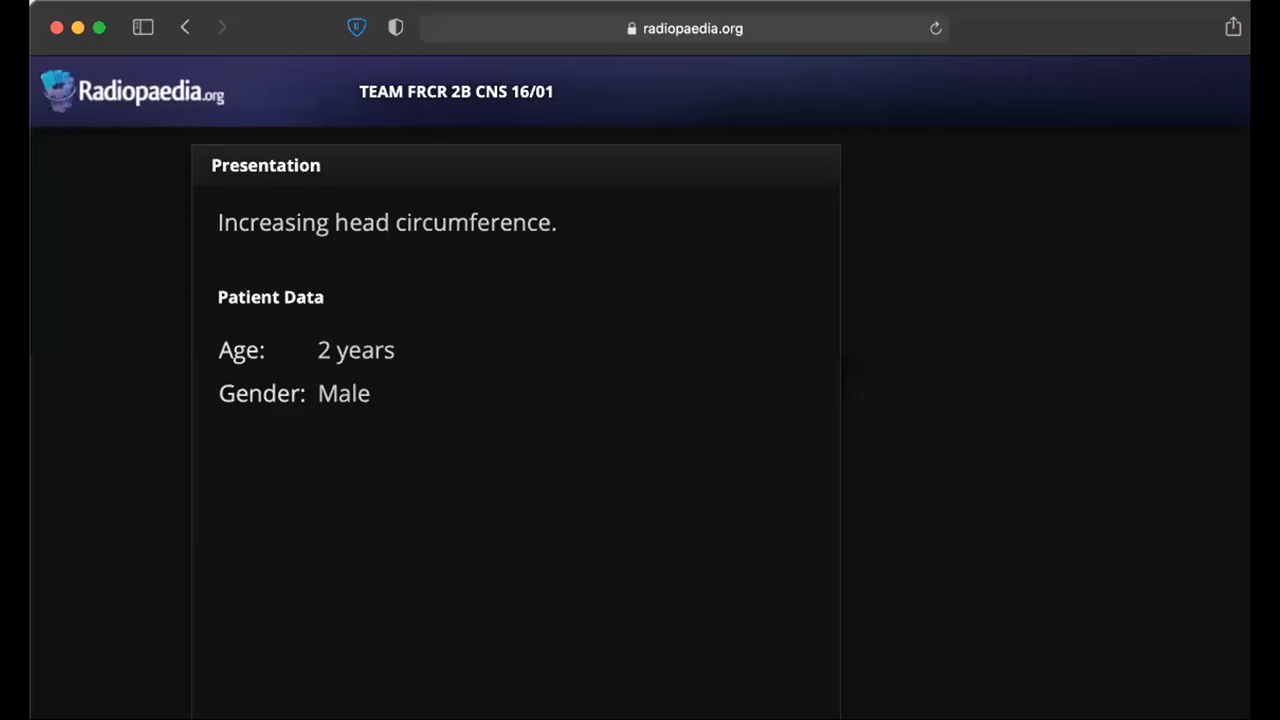 radiopaedia.org
Radiopaedia.org
TEAM FRCR 2B CNS 16/01
Presentation
Increasing head circumference.
Patient Data
Age: 2 years
Gender: Male